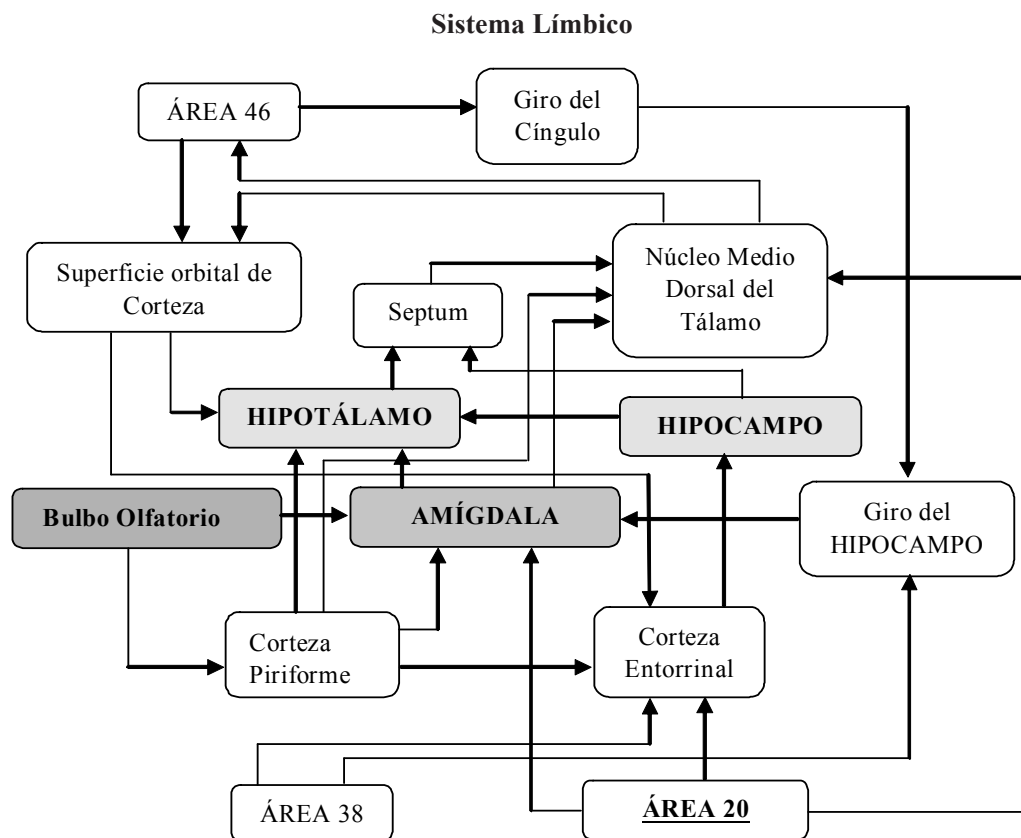 Sistema Límbico
ÁREA 46
Giro del
Cíngulo
Superficie orbital de
Corteza
Septum
Núcleo Medio
Dorsal del
Tálamo
HIPOTÁLAMO
HIPOCAMPO
Bulbo Olfatorio
AMÍGDALA
Giro del
HIPOCAMPO
Corteza
Piriforme
Corteza
Entorrinal
ÁREA 38
ÁREA 20